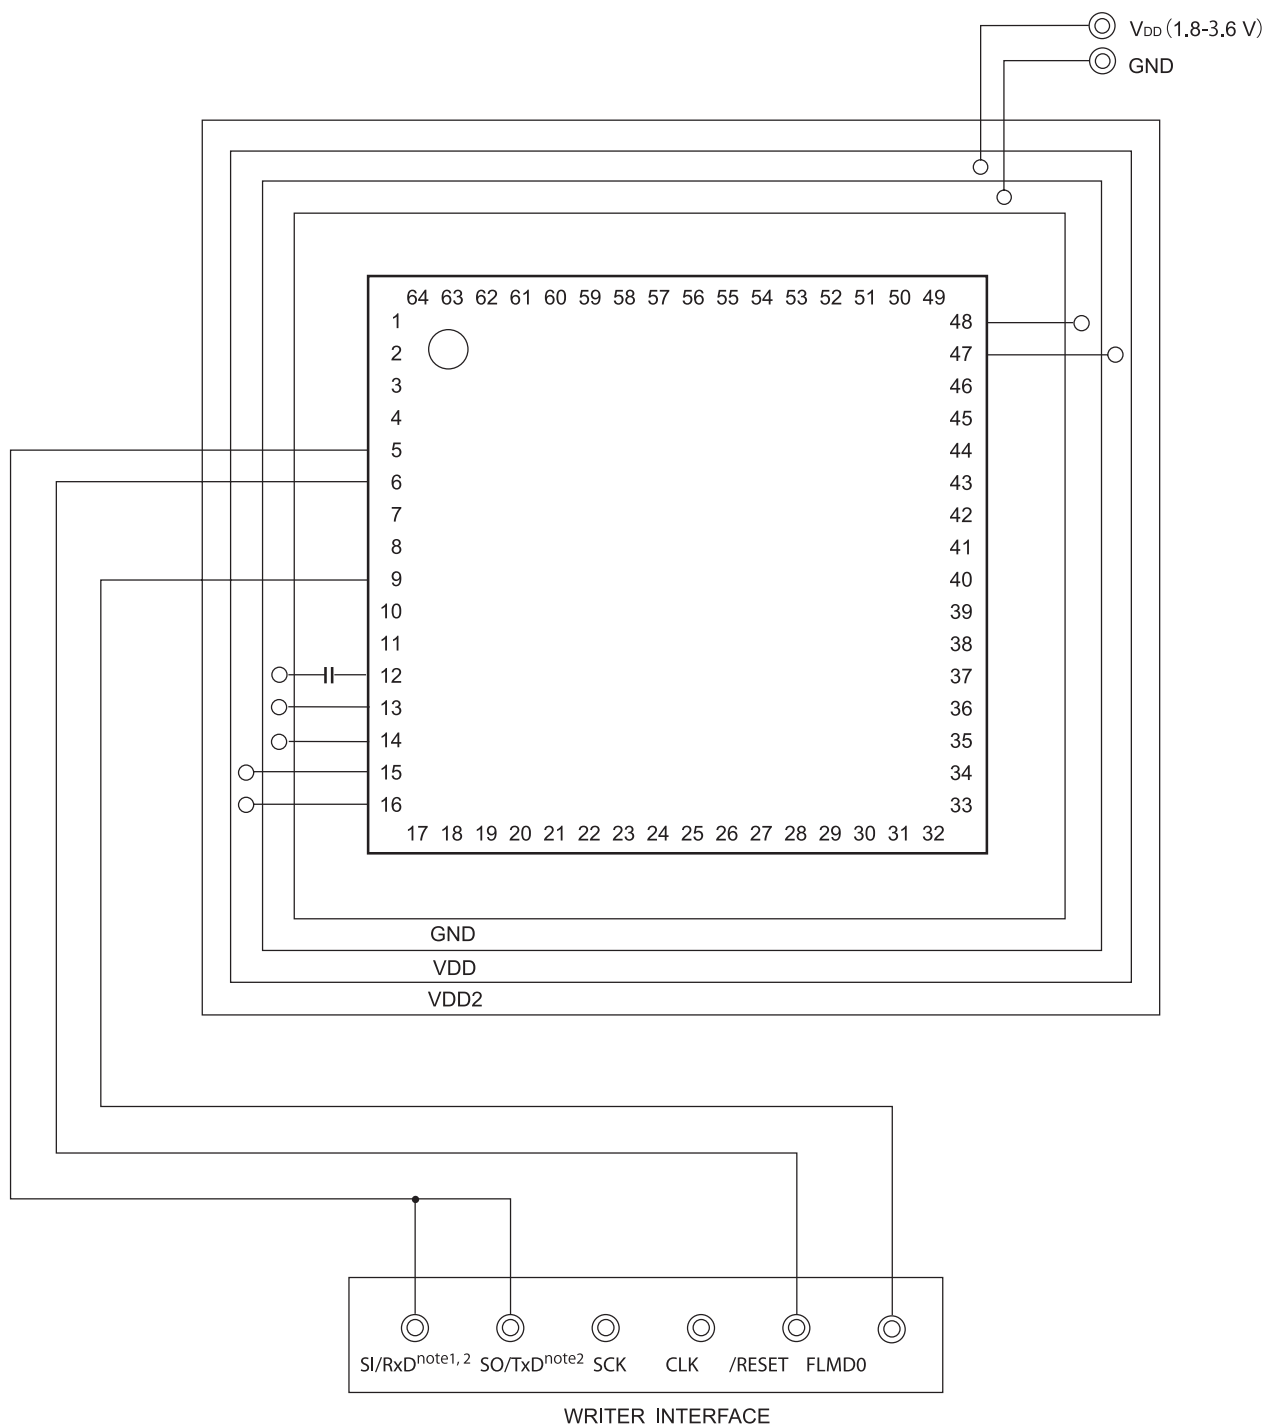 VDD (1.8-3.6 V)
GND
64 63 62 61 60 59 58 57 56 55 54 53 52 51 50 49
1 48
2 47
3 46
4 45
5 44
6 43
7 42
8 41
9 40
10 39
11 38
12 37
13 36
14 35
15 34
16 33
17 18 19 20 21 22 23 24 25 26 27 28 29 30 31 32
GND
VDD
VDD2
SI/RxDnote1, 2 SO/TxDnote2 SCK CLK /RESET FLMD0
WRITER INTERFACE